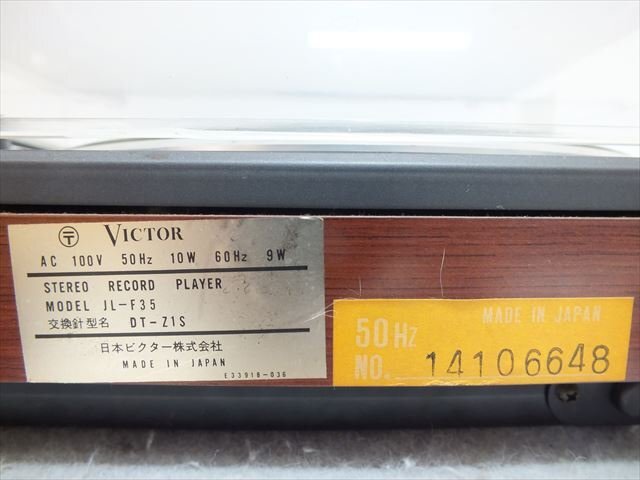 〒 VICTOR
AC 100V 50Hz 10W 60Hz 9W
STEREO RECORD PLAYER
MODEL JL-F35
交換針型名 DT-Z1S
日本ビクター株式会社
MADE IN JAPAN
E33918-036
MADE IN JAPAN
50Hz
NO. 14106648